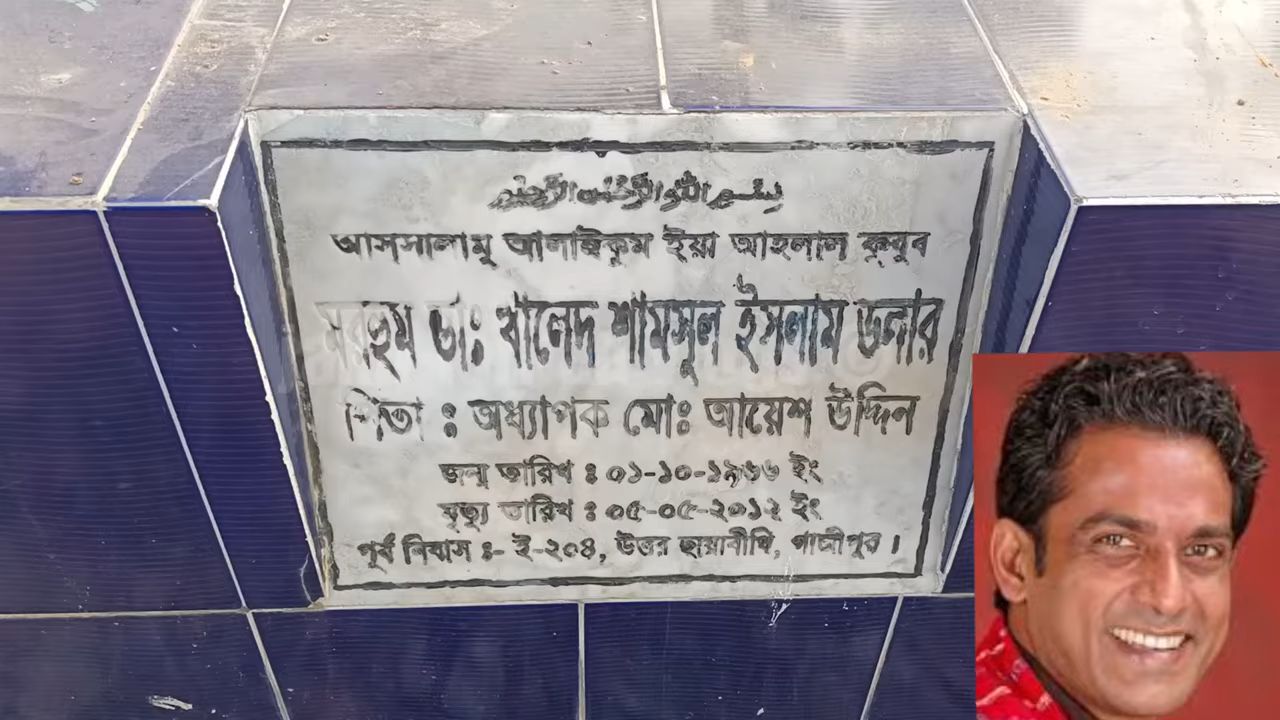 بسم الله الرحمن الرحيم
আসসালামু আলাইকুম ইয়া আহলাল কুবুর
মরহুম ডাঃ খালেদ শামসুল ইসলাম ডলার
পিতা : অধ্যাপক মোঃ আয়েশ উদ্দিন
জন্ম তারিখ : ০১-১০-১৯৬৬ ইং
মৃত্যু তারিখ : ০৫-০৫-২০১২ ইং
পূর্ব নিবাস :- ই-২০৪, উত্তর ছায়াবীথি, গাজীপুর ।